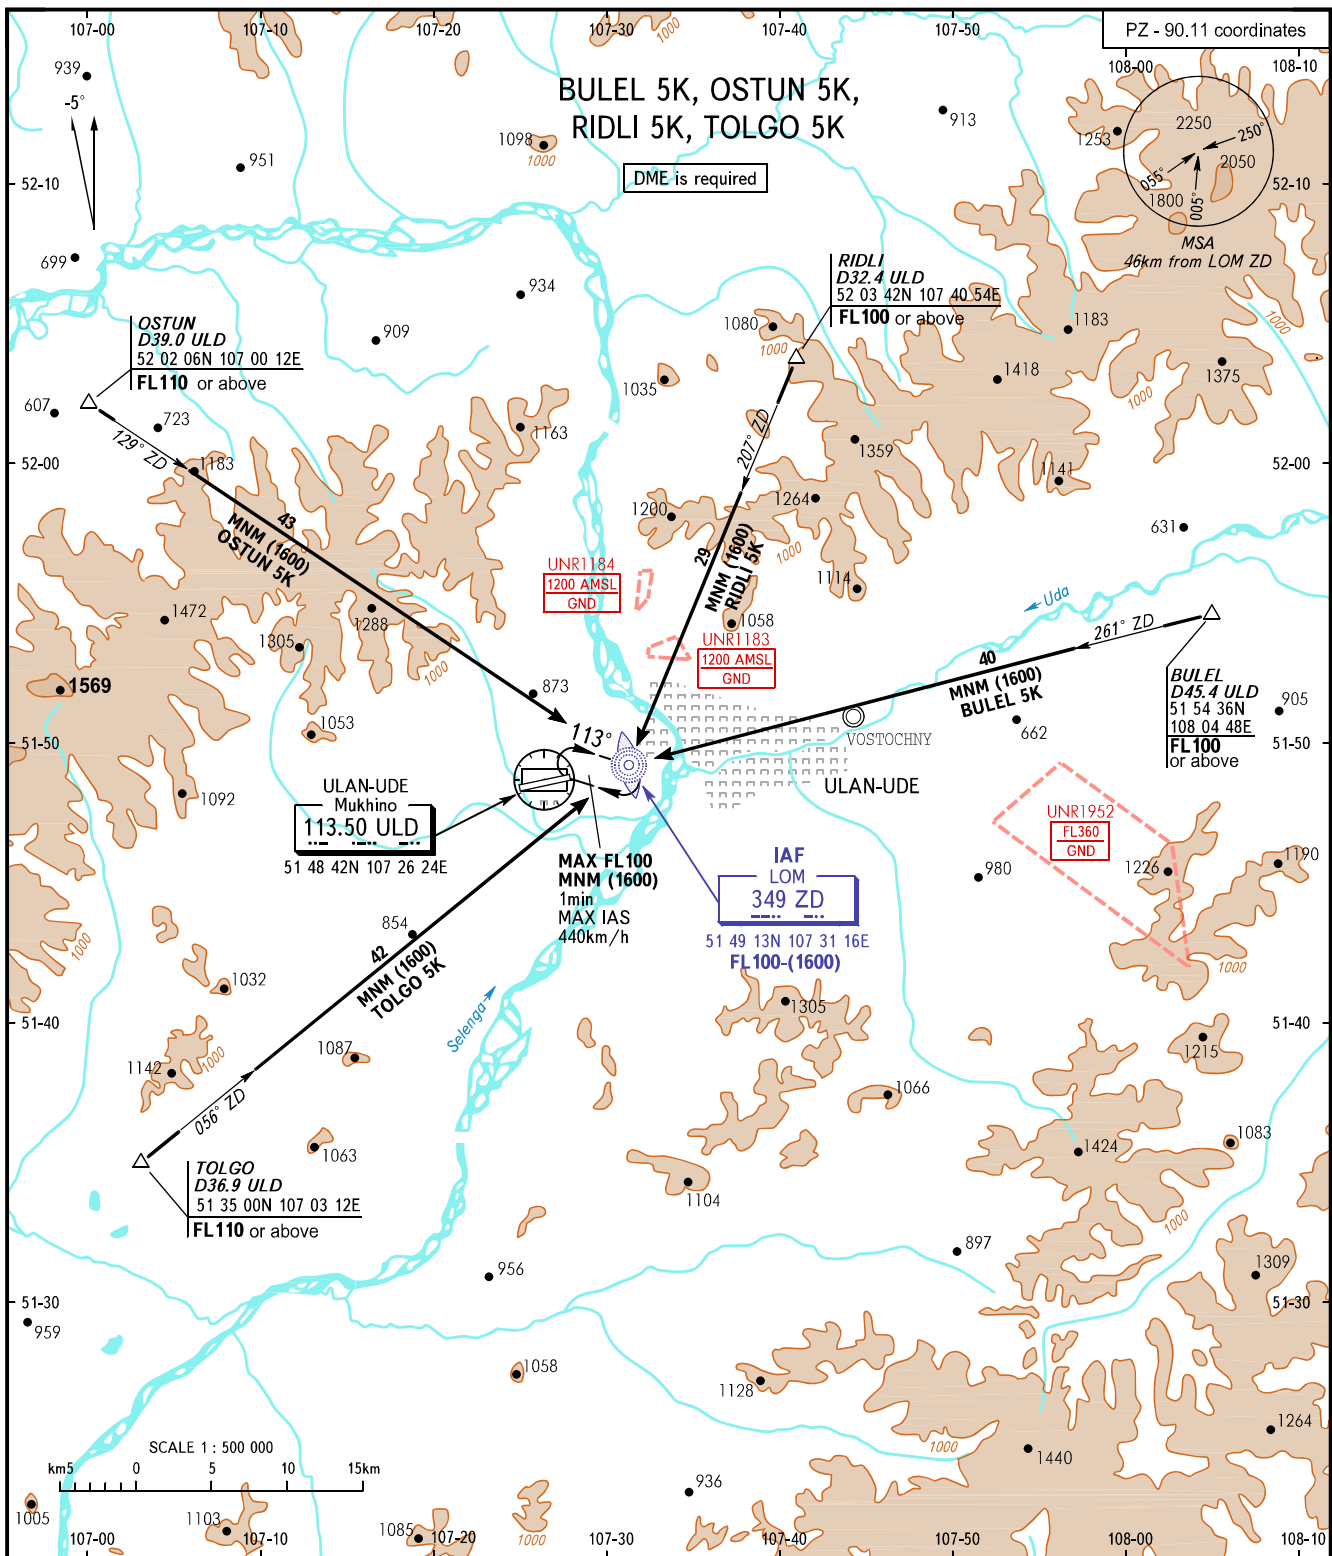 107-00
107-10
107-20
107-30
107-40
107-50
PZ - 90.11 coordinates
108-00
108-10
1000
1000
939
-5°
BULEL 5K, OSTUN 5K,
RIDLI 5K, TOLGO 5K
DME is required
1098
1000
913
1253
2250
250°
2050
055°
1800
005°
MSA
46km from LOM ZD
951
52-10
52-10
699
934
909
RIDLI
D32.4 ULD
52 03 42N 107 40 54E
FL100 or above
1080
1000
1183
1000
OSTUN
D39.0 ULD
52 02 06N 107 00 12E
FL110 or above
1035
1418
1375
1000
607
723
129° ZD
1183
1163
207° ZD
1359
52-00
52-00
1141
1264
1200
1000
631
43
MNM (1600)
OSTUN 5K
29
MNM (1600)
RIDLI 5K
UNR1184
1200 AMSL
GND
1114
Uda
1472
1288
1305
1000
1058
UNR1183
1200 AMSL
GND
261° ZD
40
MNM (1600)
BULEL 5K
BULEL
D45.4 ULD
51 54 36N
108 04 48E
FL100
or above
905
1569
873
662
1053
113°
VOSTOCHNY
51-50
51-50
1092
ULAN-UDE
Mukhino
113.50 ULD
51 48 42N 107 26 24E
ULAN-UDE
UNR1952
FL360
GND
MAX FL100
MNM (1600)
1min
MAX IAS
440km/h
IAF
LOM
349 ZD
51 49 13N 107 31 16E
FL100-(1600)
980
1226
1190
1000
854
42
MNM (1600)
TOLGO 5K
1000
1032
1305
Selenga
51-40
51-40
1215
1087
1142
1000
1066
056° ZD
1063
1424
1083
TOLGO
D36.9 ULD
51 35 00N 107 03 12E
FL110 or above
1104
1000
897
956
1309
51-30
51-30
959
1058
1128
1264
1000
1440
SCALE 1 : 500 000
km5
0
5
10
15km
936
1005
1103
1085
1000
107-00
107-10
107-20
107-30
107-40
107-50
108-00
108-10